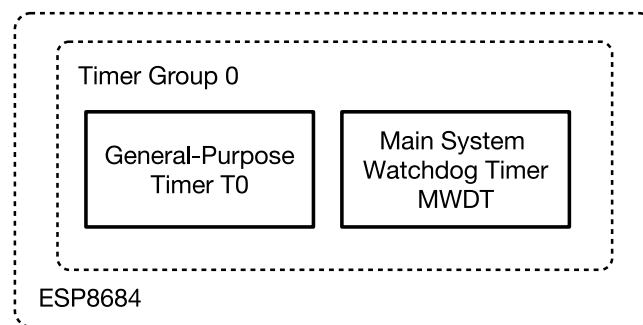 Timer Group 0
General-Purpose
Timer T0
Main System
Watchdog Timer
MWDT
ESP8684